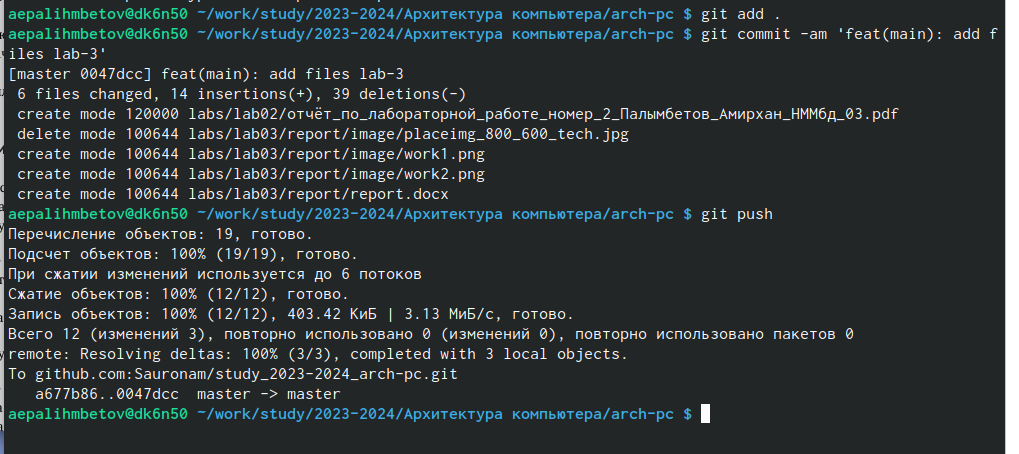 aepalihmbetov@dk6n50 ~/work/study/2023-2024/Архитектура компьютера/arch-pc $ git add .
aepalihmbetov@dk6n50 ~/work/study/2023-2024/Архитектура компьютера/arch-pc $ git commit -am 'feat(main): add f
iles lab-3'
[master 0047dcc] feat(main): add files lab-3
 6 files changed, 14 insertions(+), 39 deletions(-)
 create mode 120000 labs/lab02/отчёт_по_лабораторной_работе_номер_2_Палымбетов_Амирхан_НММбд_03.pdf
 delete mode 100644 labs/lab03/report/image/placeimg_800_600_tech.jpg
 create mode 100644 labs/lab03/report/image/work1.png
 create mode 100644 labs/lab03/report/image/work2.png
 create mode 100644 labs/lab03/report/report.docx
aepalihmbetov@dk6n50 ~/work/study/2023-2024/Архитектура компьютера/arch-pc $ git push
Перечисление объектов: 19, готово.
Подсчет объектов: 100% (19/19), готово.
При сжатии изменений используется до 6 потоков
Сжатие объектов: 100% (12/12), готово.
Запись объектов: 100% (12/12), 403.42 КиБ | 3.13 МиБ/с, готово.
Всего 12 (изменений 3), повторно использовано 0 (изменений 0), повторно использовано пакетов 0
remote: Resolving deltas: 100% (3/3), completed with 3 local objects.
To github.com:Sauronam/study_2023-2024_arch-pc.git
   a677b86..0047dcc  master -> master
aepalihmbetov@dk6n50 ~/work/study/2023-2024/Архитектура компьютера/arch-pc $